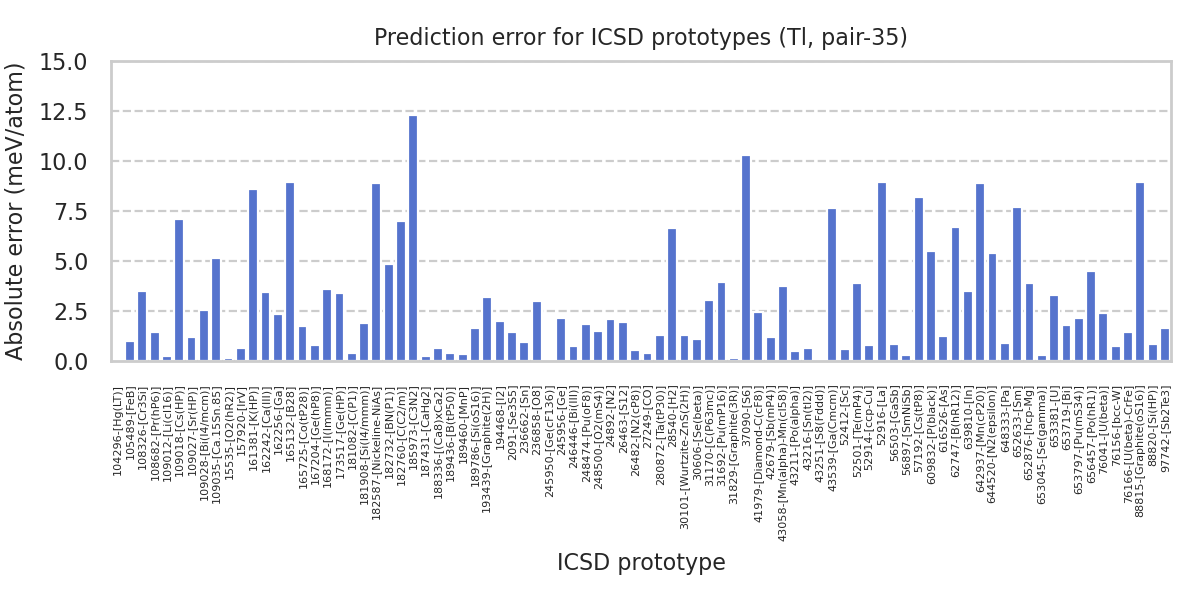 Prediction error for ICSD prototypes (Tl, pair-35)
Absolute error (meV/atom)
15.0
12.5
10.0
7.5
5.0
2.5
0.0
104296-[Hg(LT)]
105489-[FeB]
108326-[Cr3Si]
108682-[Pr(hP6)]
109012-[Li(cI16)]
109018-[Cs(HP)]
109027-[Sr(HP)]
109028-[Bi(I4/mcm)]
109035-[Ca.15Sn.85]
15535-[O2(hR2)]
157920-[IrV]
161381-[K(HP)]
162242-[Ca(III)]
162256-[Ga]
165132-[B28]
165725-[Co(tP28)]
167204-[Ge(hP8)]
168172-[I(Immm)]
173517-[Ge(HP)]
181082-[C(P1)]
181908-[Si(I4/mmm)]
182587-[Nickeline-NiAs]
182732-[BN(P1)]
182760-[C(C2/m)]
185973-[C3N2]
187431-[CaHg2]
188336-[(Ca8)xCa2]
189436-[B(tP50)]
189460-[MnP]
189786-[Si(oS16)]
193439-[Graphite(2H)]
194468-[I2]
2091-[Se3S5]
236662-[Sn]
236858-[O8]
245950-[Ge(cF136)]
245956-[Ge]
246446-[Bi(III)]
248474-[Pu(oF8)]
248500-[O2(mS4)]
24892-[N2]
26463-[S12]
26482-[N2(cP8)]
27249-[CO]
280872-[Ta(tP30)]
28540-[H2]
30101-[Wurtzite-ZnS(2H)]
30606-[Se(beta)]
31170-[C(P63mc)]
31692-[Pu(mP16)]
31829-[Graphite(3R)]
37090-[S6]
41979-[Diamond-C(cF8)]
42679-[Sb(mP4)]
43058-[Mn(alpha)-Mn(cI58)]
43211-[Po(alpha)]
43216-[Sn(tI2)]
43251-[S8(Fddd)]
43539-[Ga(Cmcm)]
52412-[Sc]
52501-[Te(mP4)]
52914-[ccp-Cu]
52916-[La]
56503-[GaSb]
56897-[SmNiSb]
57192-[Cs(tP8)]
609832-[P(black)]
616526-[As]
62747-[B(hR12)]
639810-[In]
642937-[Mn(cP20)]
644520-[N2(epsilon)]
648333-[Pa]
652633-[Sm]
652876-[hcp-Mg]
653045-[Se(gamma)]
653381-[U]
653719-[Bi]
653797-[Pu(mS34)]
656457-[Po(hR1)]
76041-[U(beta)]
76156-[bcc-W]
76166-[U(beta)-CrFe]
88815-[Graphite(oS16)]
88820-[Si(HP)]
97742-[Sb2Te3]
ICSD prototype